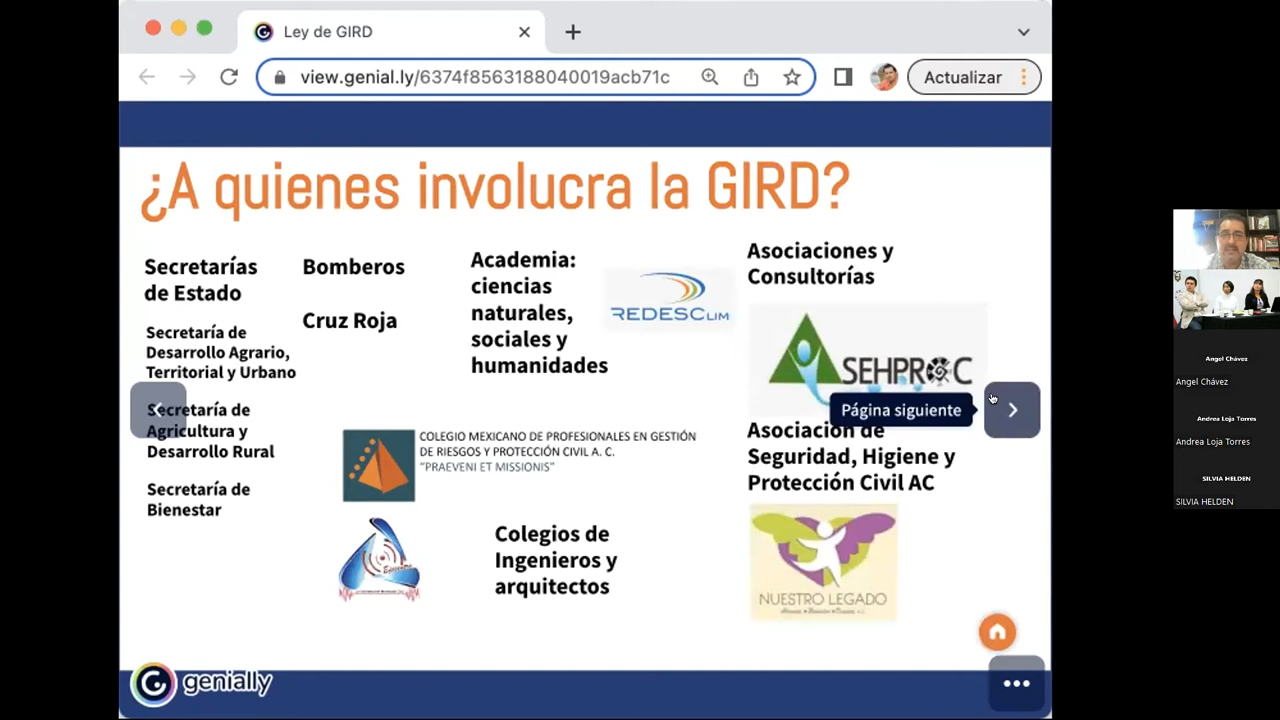 Ley de GIRD
view.genial.ly/6374f8563188040019acb71c
Actualizar
¿A quienes involucra la GIRD?
Secretarías
de Estado
Secretaría de
Desarrollo Agrario,
Territorial y Urbano
Secretaría de
Agricultura y
Desarrollo Rural
Secretaría de
Bienestar
Bomberos
Cruz Roja
Academia:
ciencias
naturales,
sociales y
humanidades
REDESCLIM
COLEGIO MEXICANO DE PROFESIONALES EN GESTIÓN
DE RIESGOS Y PROTECCIÓN CIVIL A. C.
“PRAEVENI ET MISSIONIS”
Colegios de
Ingenieros y
arquitectos
Asociaciones y
Consultorías
ASEHPROC
Página siguiente
Asociación de
Seguridad, Higiene y
Protección Civil AC
NUESTRO LEGADO
genially
Angel Chávez
Angel Chávez
Andrea Loja Torres
Andrea Loja Torres
SILVIA HELDEN
SILVIA HELDEN